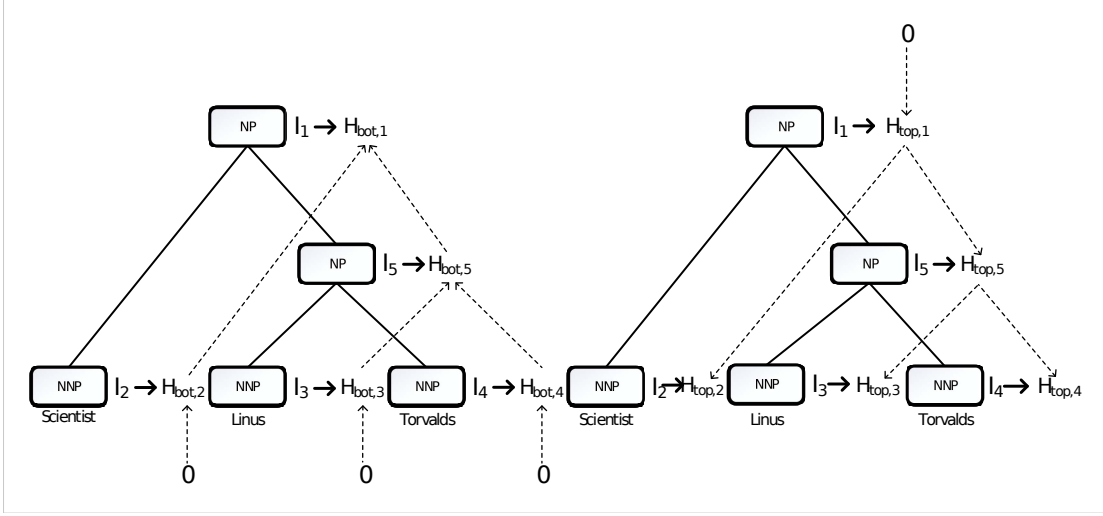 0
NP I1 → Hbot,1 NP I1 → Htop,1
NP I5 → Hbot,5 NP I5 → Htop,5
NNP I2 → Hbot,2 NNP I3 → Hbot,3 NNP I4 → Hbot,4 NNP I2 → Htop,2 NNP I3 → Htop,3 NNP I4 → Htop,4
Scientist Linus Torvalds Scientist Linus Torvalds
0 0 0